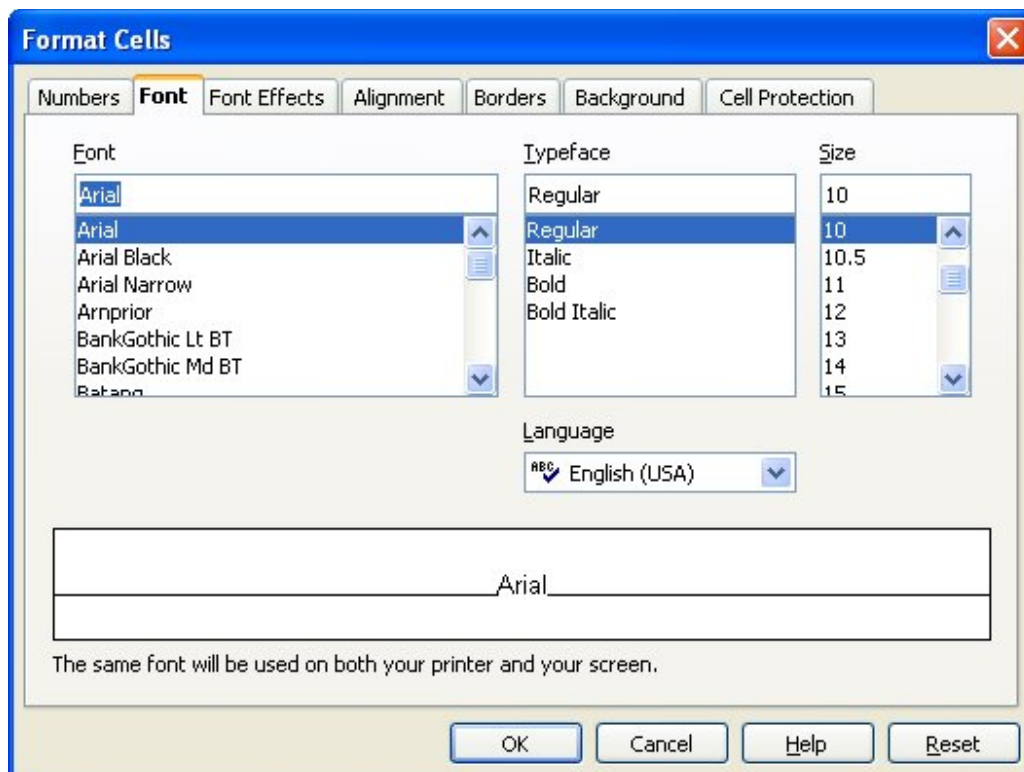 Format Cells
Numbers Font Font Effects Alignment Borders Background Cell Protection
Font Typeface Size
Arial Regular 10
Arial Regular 10
Arial Black Italic 10.5
Arial Narrow Bold 11
Arnprior Bold Italic 12
BankGothic Lt BT 13
BankGothic Md BT 14
Batang 15
Language
ABC English (USA)
Arial
The same font will be used on both your printer and your screen.
OK Cancel Help Reset